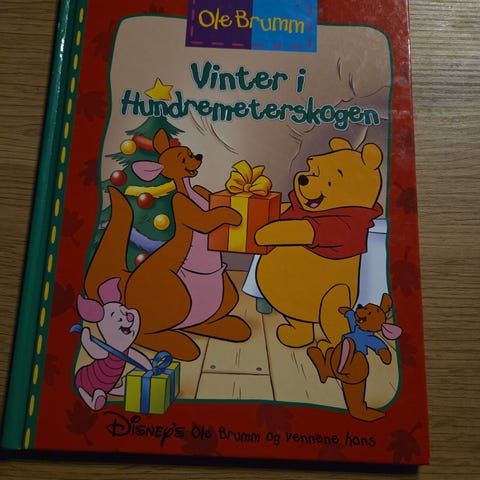 Ole Brumm
Vinter i
Hundremeterskogen
Disney's Ole Brumm og vennene hans